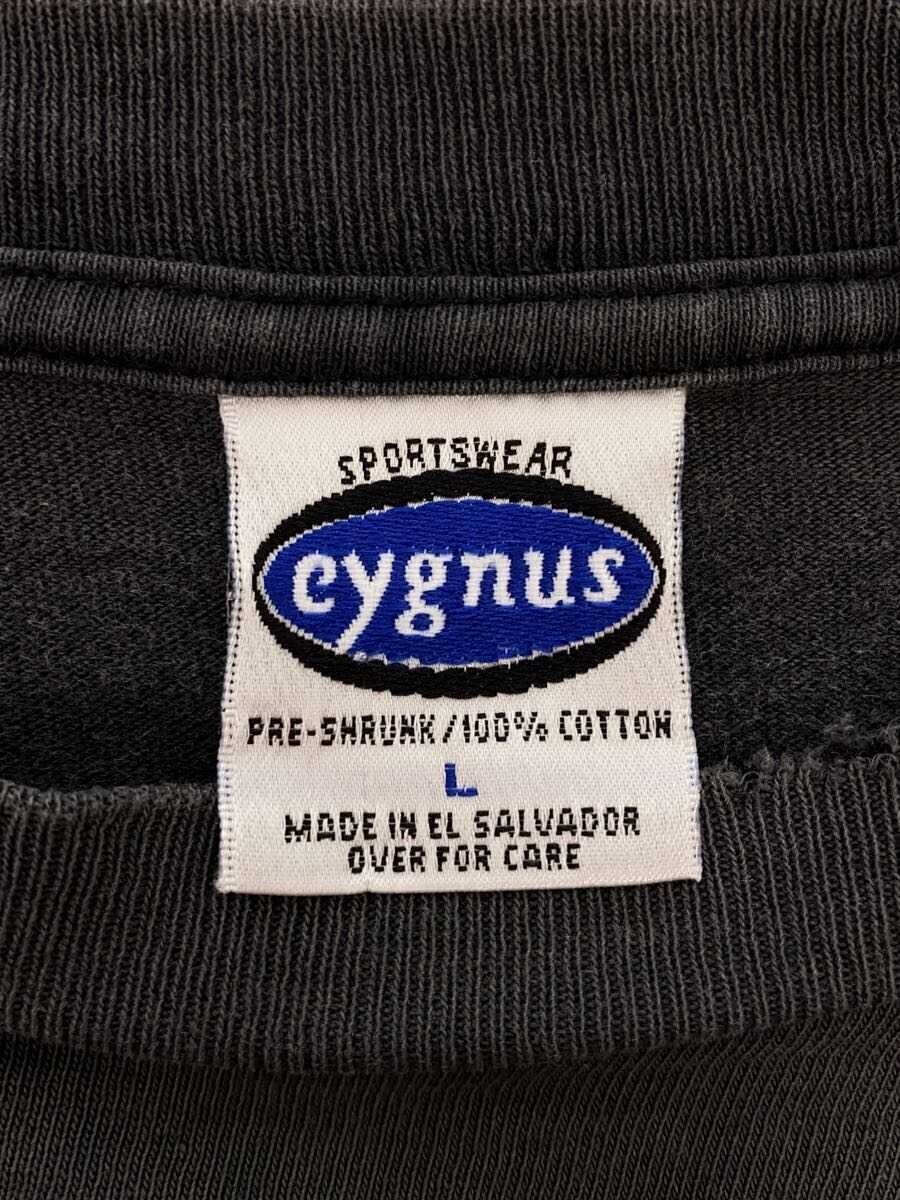 SPORTSWEAR
cygnus
PRE-SHRUNK/100% COTTON
L
MADE IN EL SALVADOR
OVER FOR CARE